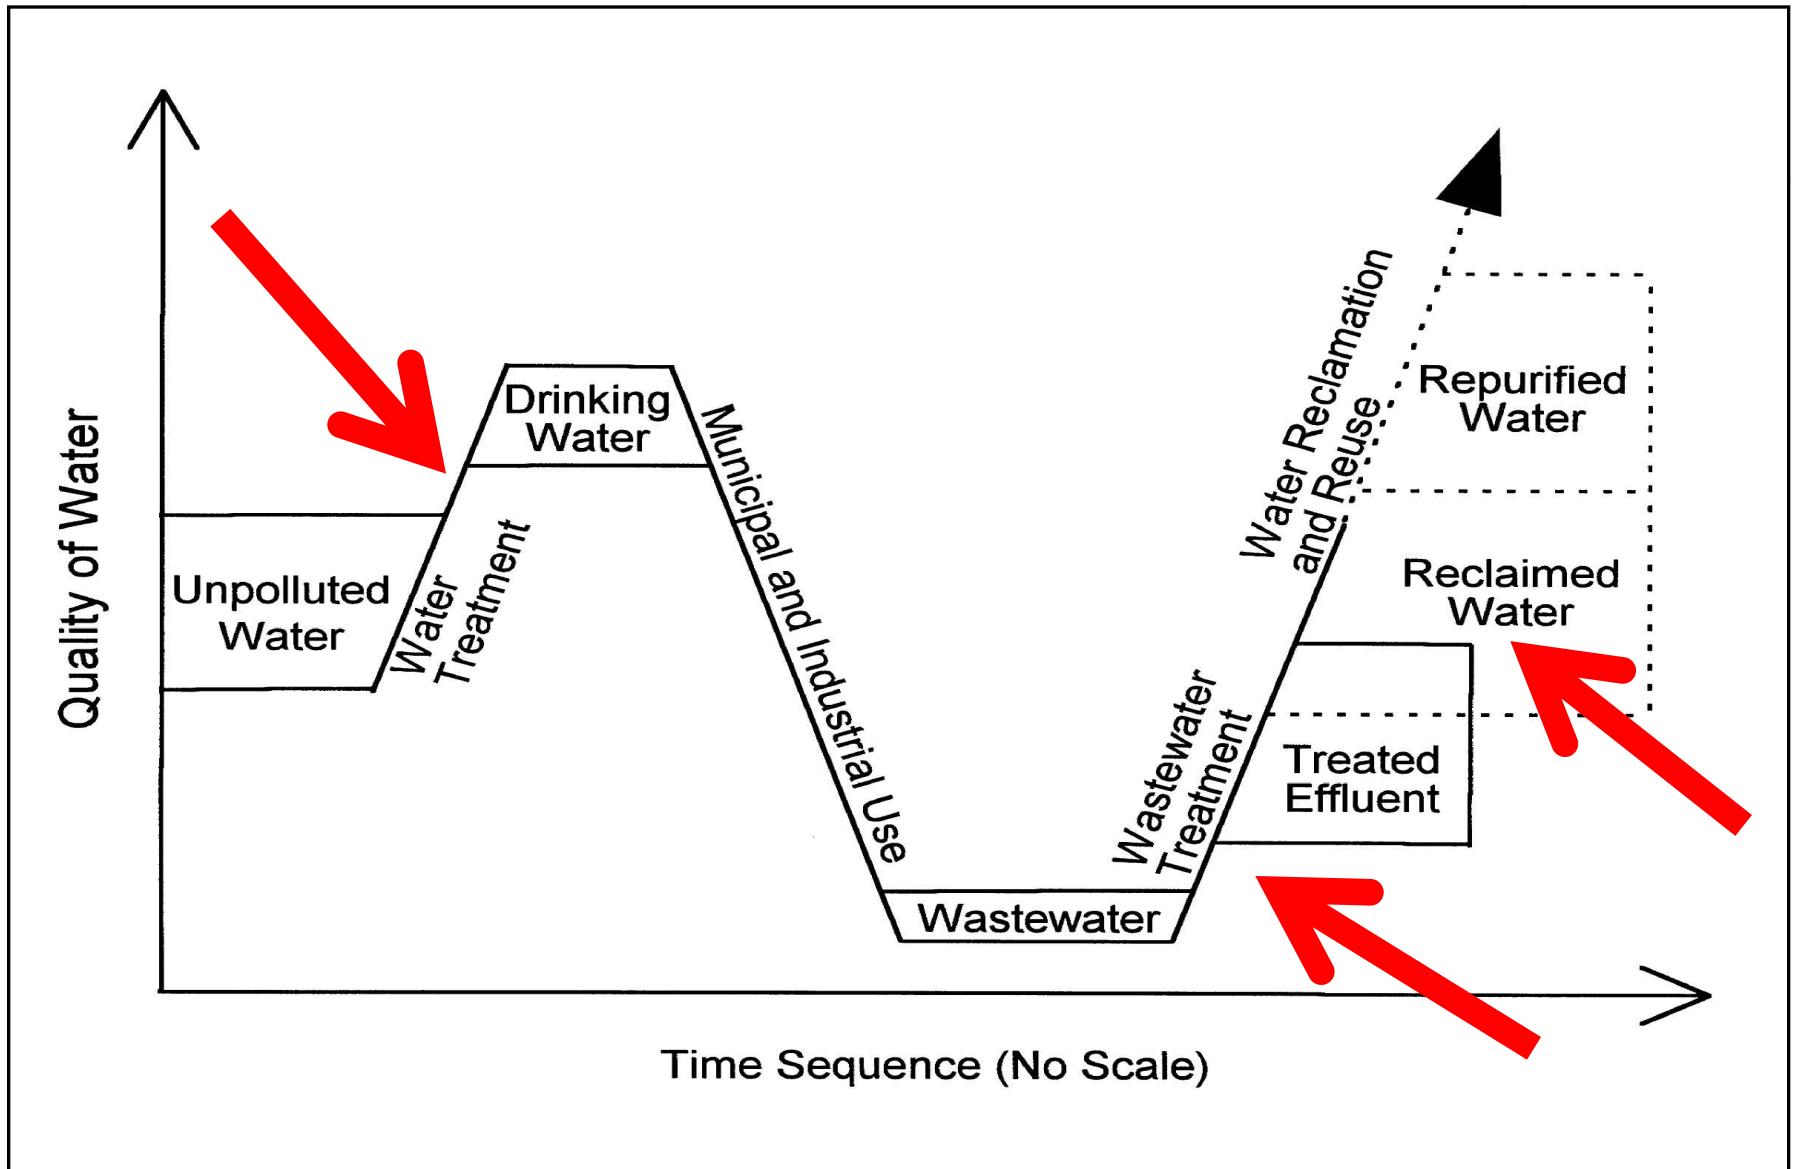 Quality of Water
Unpolluted
Water
Water
Treatment
Drinking
Water
Municipal and Industrial Use
Wastewater
Wastewater
Treatment
Water Reclamation
and Reuse
Repurified
Water
Reclaimed
Water
Treated
Effluent
Time Sequence (No Scale)